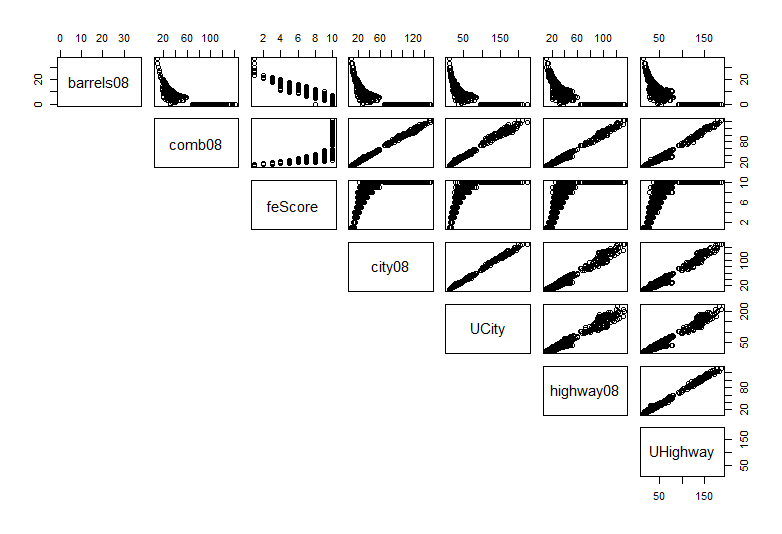 0 10 20 30
20 60 100
2 4 6 8 10
20 60 120
50 150
20 60 100
50 150
barrels08
0 20
comb08
20 80
feScore
2 6 10
city08
20 100
UCity
50 200
highway08
20 80
UHighway
50 150
50 150